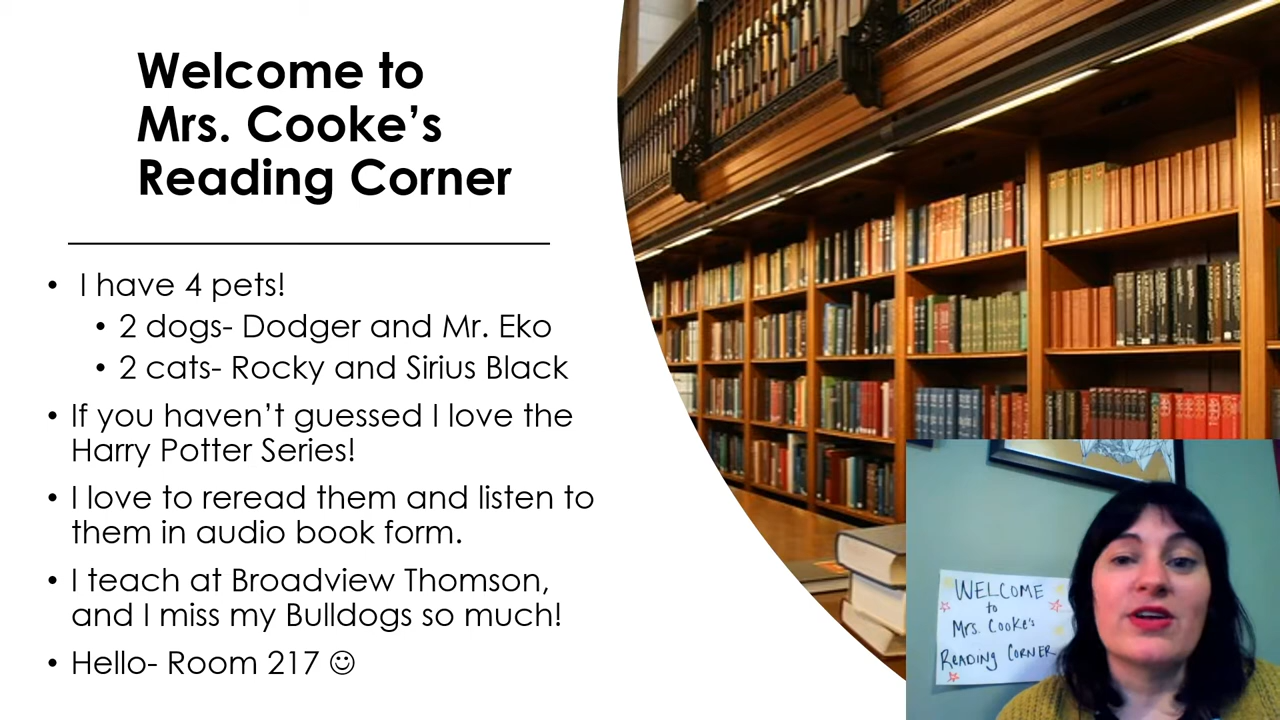 Welcome to
Mrs. Cooke’s
Reading Corner
• I have 4 pets!
• 2 dogs- Dodger and Mr. Eko
• 2 cats- Rocky and Sirius Black
• If you haven’t guessed I love the
Harry Potter Series!
• I love to reread them and listen to
them in audio book form.
• I teach at Broadview Thomson,
and I miss my Bulldogs so much!
• Hello- Room 217 ☺
WELCOME
to
Mrs. Cooke's
READING CORNER